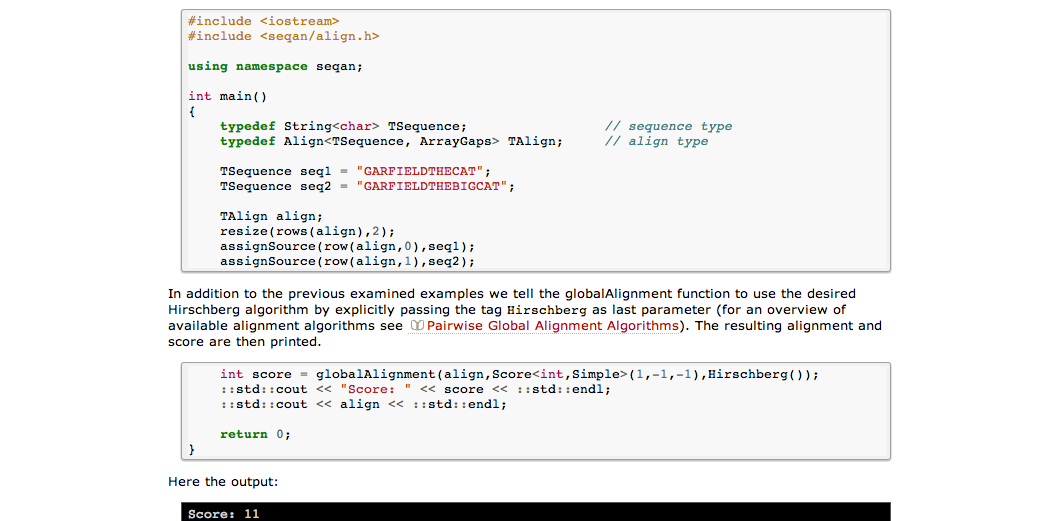 #include <iostream>
#include <seqan/align.h>
using namespace seqan;
int main()
{
typedef String<char> TSequence; // sequence type
typedef Align<TSequence, ArrayGaps> TAlign; // align type
TSequence seq1 = "GARFIELDTHECAT";
TSequence seq2 = "GARFIELDTHEBIGCAT";
TAlign align;
resize(rows(align),2);
assignSource(row(align,0),seq1);
assignSource(row(align,1),seq2);
In addition to the previous examined examples we tell the globalAlignment function to use the desired
Hirschberg algorithm by explicitly passing the tag Hirschberg as last parameter (for an overview of
available alignment algorithms see Pairwise Global Alignment Algorithms). The resulting alignment and
score are then printed.
int score = globalAlignment(align,Score<int,Simple>(1,-1,-1),Hirschberg());
::std::cout << "Score: " << score << ::std::endl;
::std::cout << align << ::std::endl;
return 0;
}
Here the output:
Score: 11